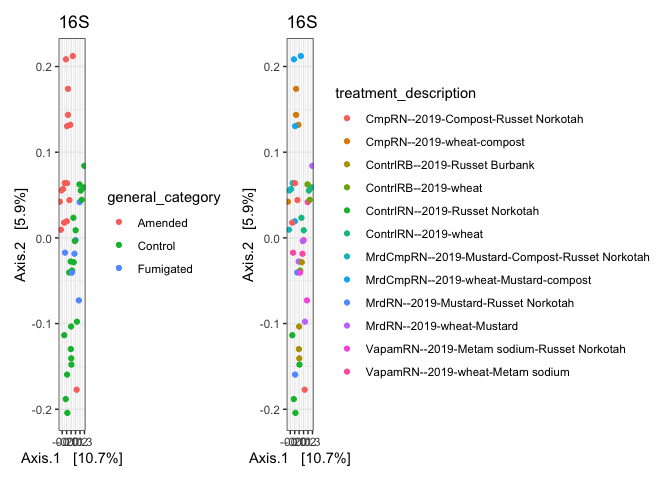 16S
Axis.2 [5.9%]
0.2
0.1
0.0
-0.1
-0.2
Axis.1 [10.7%]
general_category
Amended
Control
Fumigated
16S
Axis.2 [5.9%]
0.2
0.1
0.0
-0.1
-0.2
Axis.1 [10.7%]
treatment_description
CmpRN--2019-Compost-Russet Norkotah
CmpRN--2019-wheat-compost
ContrlRB--2019-Russet Burbank
ContrlRB--2019-wheat
ContrlRN--2019-Russet Norkotah
ContrlRN--2019-wheat
MrdCmpRN--2019-Mustard-Compost-Russet Norkotah
MrdCmpRN--2019-wheat-Mustard-compost
MrdRN--2019-Mustard-Russet Norkotah
MrdRN--2019-wheat-Mustard
VapamRN--2019-Metam sodium-Russet Norkotah
VapamRN--2019-wheat-Metam sodium